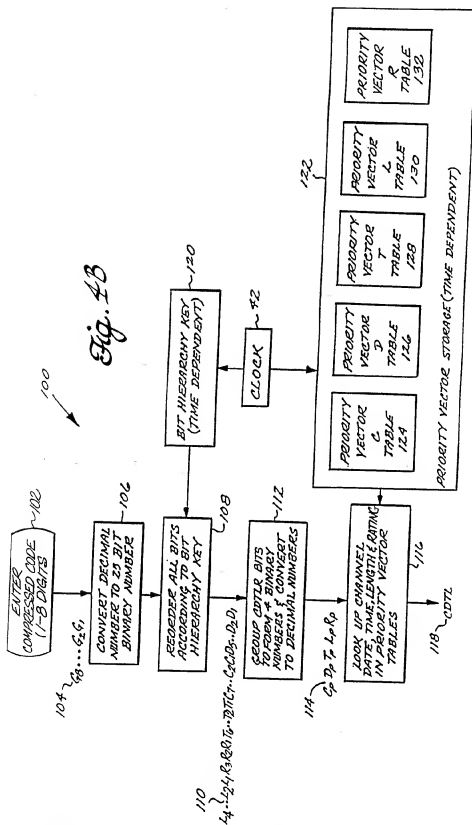 Fig. 4B
100
ENTER
COMPRESSED CODE
(1-8 DIGITS)
102
104
G8...G2G1
CONVERT DECIMAL
NUMBER TO 28 BIT
BINARY NUMBER
106
REORDER ALL BITS
ACCORDING TO BIT
HIERARCHY KEY
108
BIT HIERARCHY KEY
(TIME DEPENDENT)
120
CLOCK
42
110
GROUP CDTLR BITS
TO FORM 4 BINARY
NUMBERS & CONVERT
TO DECIMAL NUMBERS
112
114
Cp Dp Tp Lp Rp
LOOK UP CHANNEL
DATE, TIME, LENGTH & RATING
IN PRIORITY VECTOR
TABLES
116
118
CDTL
122
PRIORITY
VECTOR
C
TABLE
124
PRIORITY
VECTOR
D
TABLE
126
PRIORITY
VECTOR
T
TABLE
128
PRIORITY
VECTOR
L
TABLE
130
PRIORITY
VECTOR
R
TABLE
132
PRIORITY VECTOR STORAGE (TIME DEPENDENT)